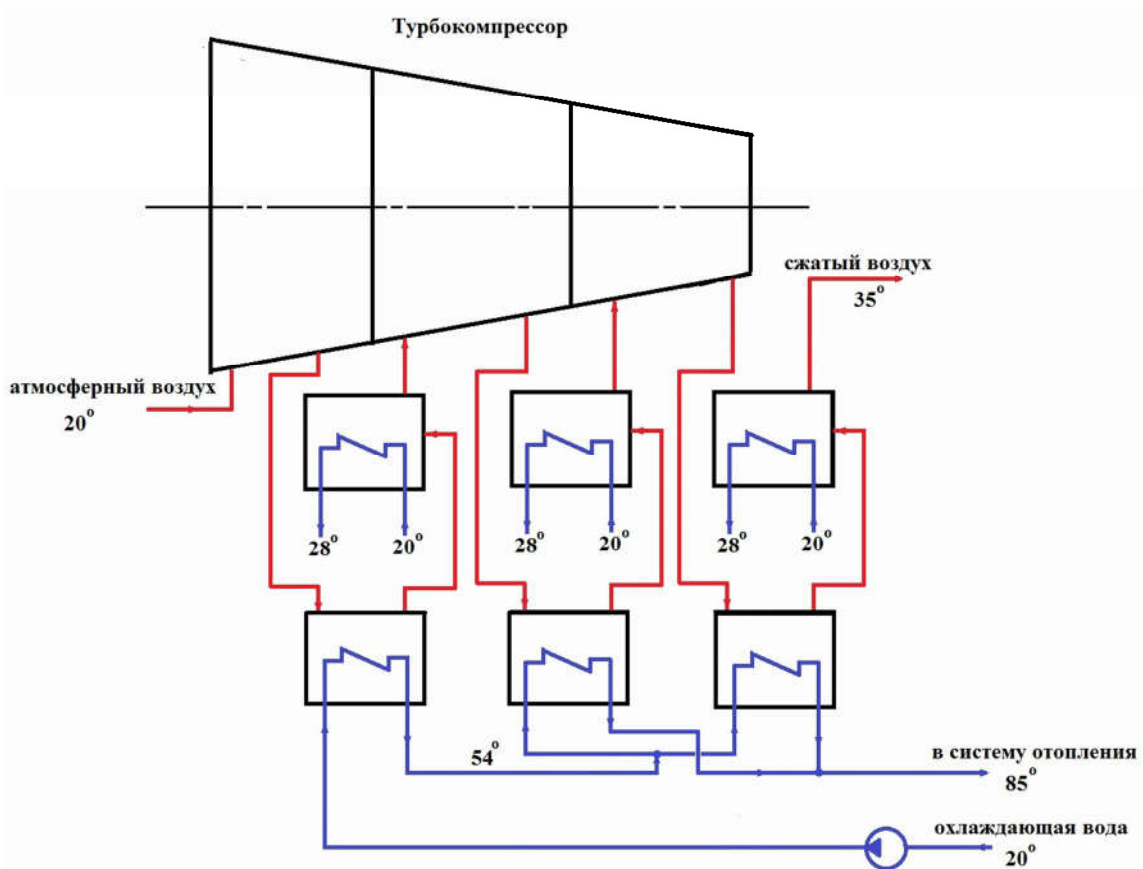 Турбокомпрессор
сжатый воздух
35°
атмосферный воздух
20°
28°
20°
28°
20°
28°
20°
54°
в систему отопления
85°
охлаждающая вода
20°